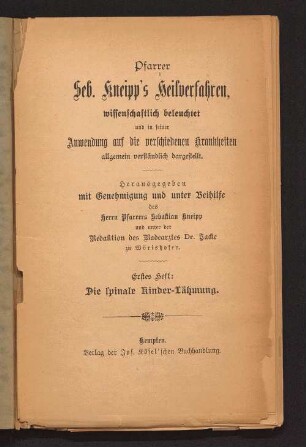 Pfarrer
Seb. Kneipp's Heilverfahren,
wissenschaftlich beleuchtet
und in seiner
Anwendung auf die verschiedenen Krankheiten
allgemein verständlich dargestellt.
Herausgegeben
mit Genehmigung und unter Beihilfe
des
Herrn Pfarrers Sebastian Kneipp
und unter der
Redaktion des Badearztes Dr.
zu Wörishofen.
Erstes Heft:
Die spinale Kinder-Lähmung.
Kempten.
Verlag der Jos. Kösel'schen Buchhandlung.